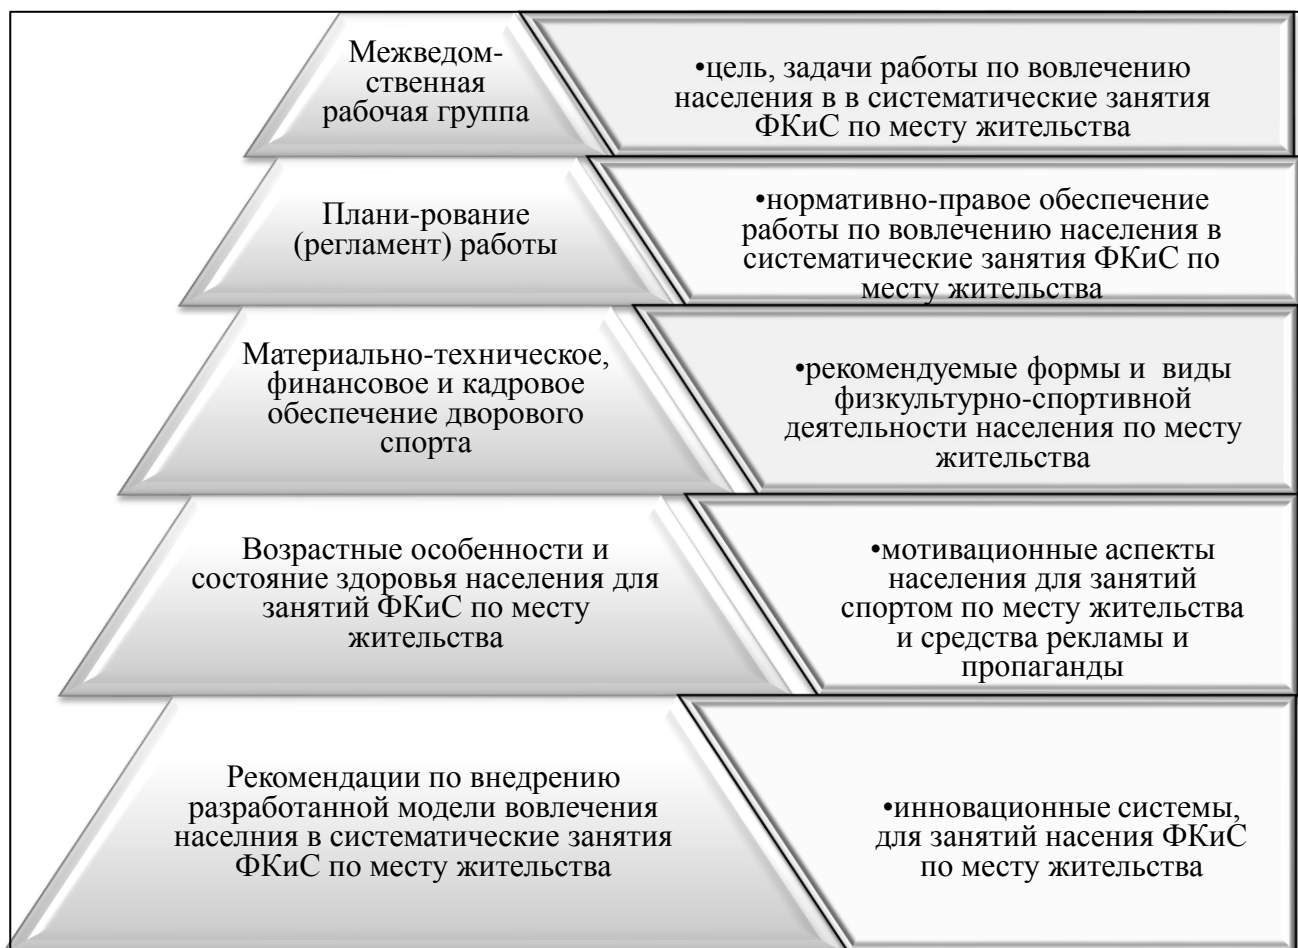 Межведом-
ственная
рабочая группа
•цель, задачи работы по вовлечению
населения в в систематические занятия
ФКиС по месту жительства
Плани-рование
(регламент) работы
•нормативно-правое обеспечение
работы по вовлечению населения в
систематические занятия ФКиС по
месту жительства
Материально-техническое,
финансовое и кадровое
обеспечение дворового
спорта
•рекомендуемые формы и виды
физкультурно-спортивной
деятельности населения по месту
жительства
Возрастные особенности и
состояние здоровья населения для
занятий ФКиС по месту
жительства
•мотивационные аспекты
населения для занятий
спортом по месту жительства
и средства рекламы и
пропаганды
Рекомендации по внедрению
разработанной модели вовлечения
населния в систематические занятия
ФКиС по месту жительства
•инновационные системы,
для занятий насения ФКиС
по месту жительства